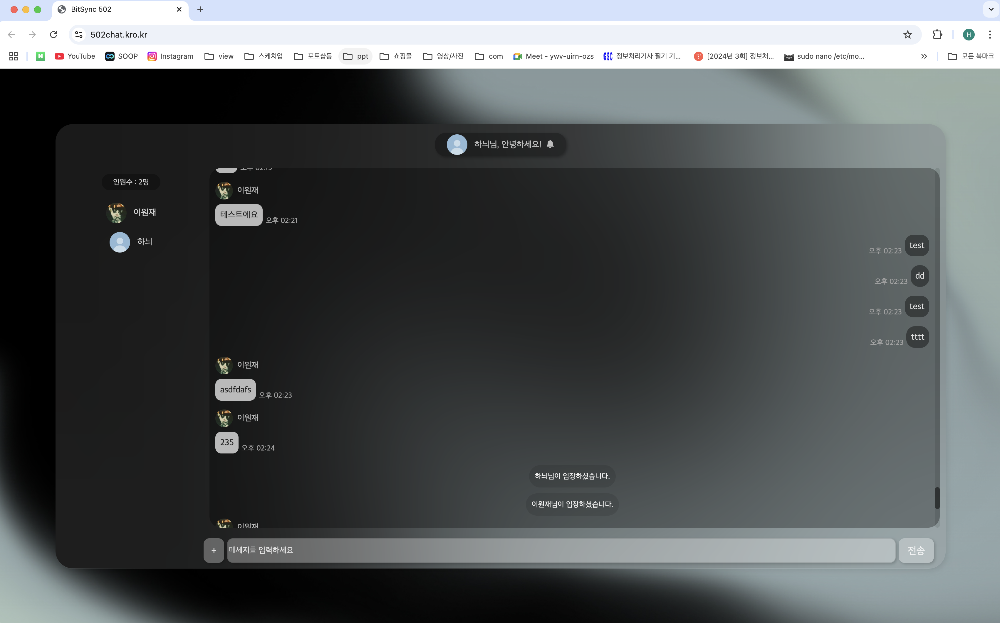 BitSync 502
502chat.kro.kr
H
N YouTube SOOP Instagram view 스케치업 포토샵등 ppt 쇼핑몰 영상/사진 com Meet - ywv-uirn-ozs GSC 정보처리기사 필기 기... [2024년 3회] 정보처... sudo nano /etc/mo... 모든 북마크
하늬님, 안녕하세요!
인원수 : 2명
이원재
하늬
오후 02:19
이원재
테스트에요 오후 02:21
오후 02:23 test
오후 02:23 dd
오후 02:23 test
오후 02:23 tttt
이원재
asdfdafs 오후 02:23
이원재
235 오후 02:24
하늬님이 입장하셨습니다.
이원재님이 입장하셨습니다.
이원재
+ 메세지를 입력하세요 전송